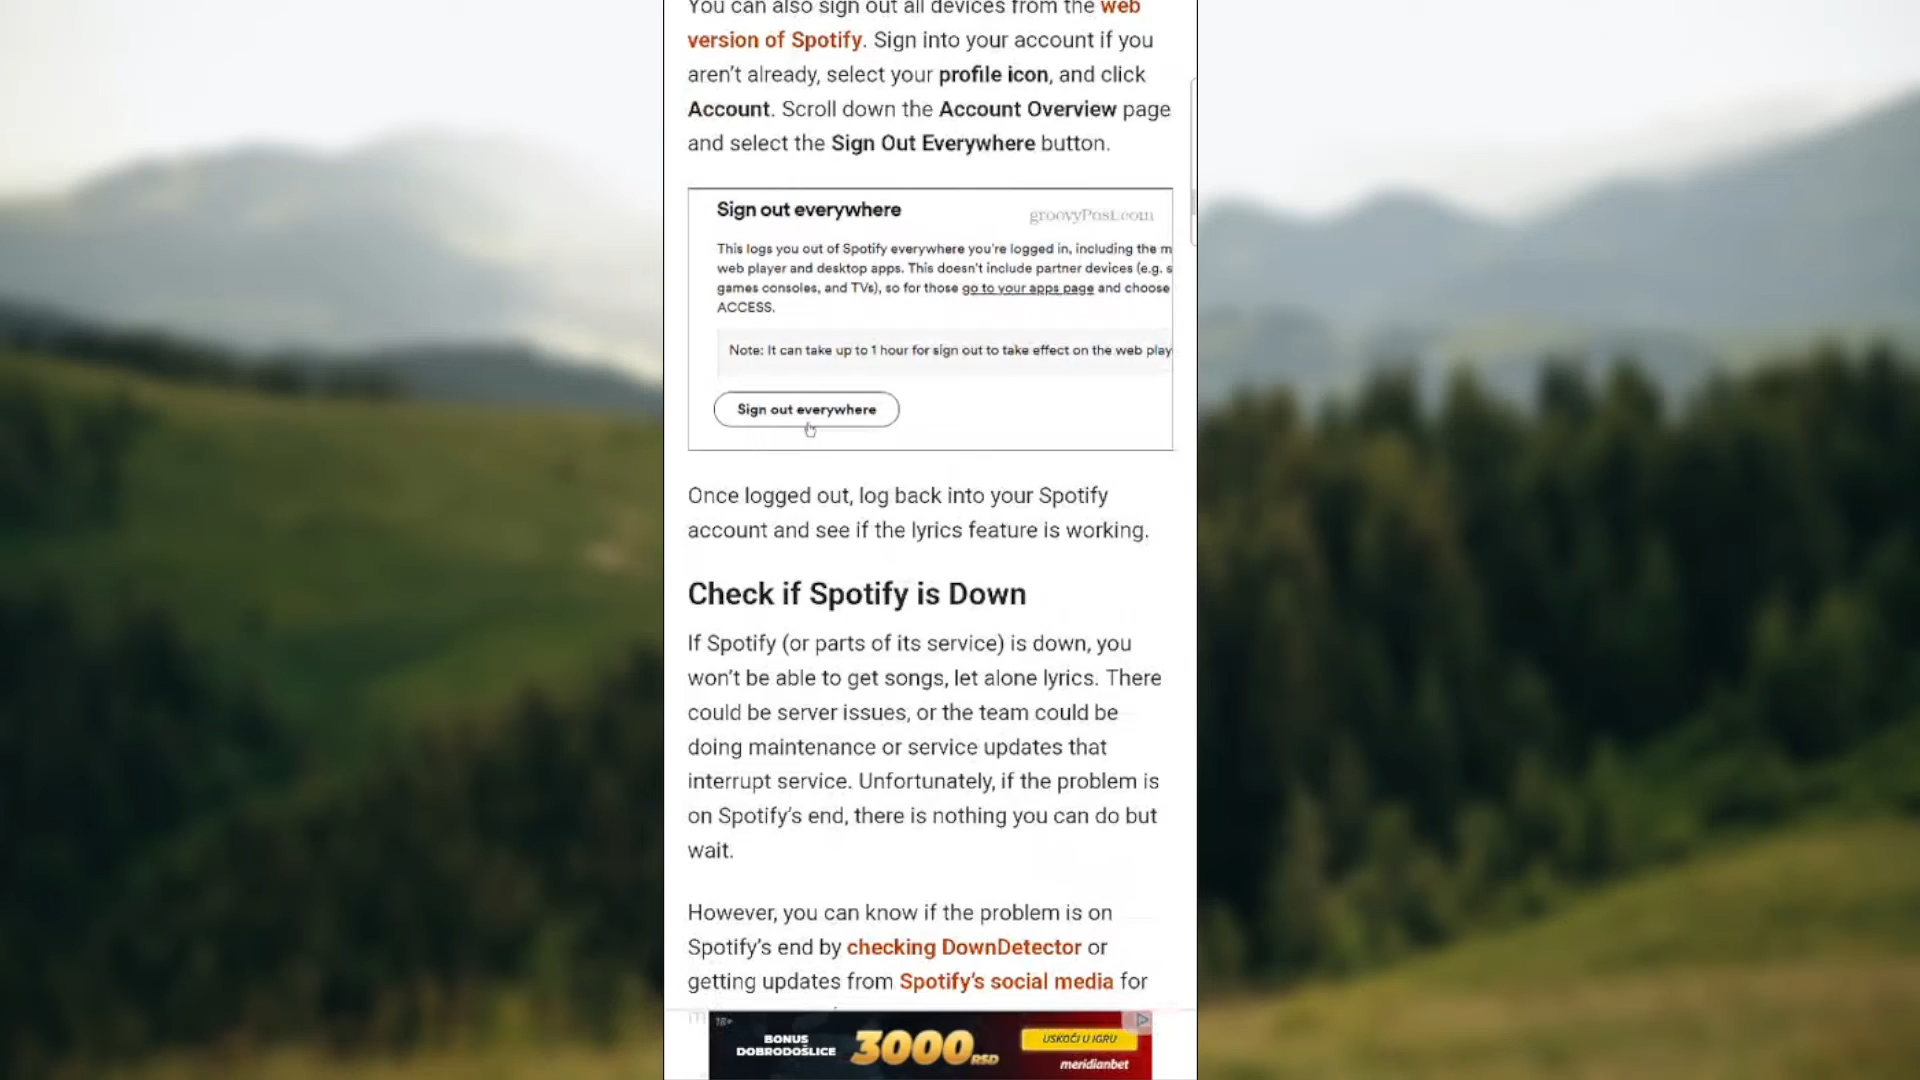 You can also sign out all devices from the web
version of Spotify. Sign into your account if you
aren't already, select your profile icon, and click
Account. Scroll down the Account Overview page
and select the Sign Out Everywhere button.
Sign out everywhere
groovyPost.com
This logs you out of Spotify everywhere you're logged in, including the m
web player and desktop apps. This doesn't include partner devices (e.g. s
games consoles, and TVs), so for those go to your apps page and choose
ACCESS.
Note: It can take up to 1 hour for sign out to take effect on the web play
Sign out everywhere
Once logged out, log back into your Spotify
account and see if the lyrics feature is working.
Check if Spotify is Down
If Spotify (or parts of its service) is down, you
won't be able to get songs, let alone lyrics. There
could be server issues, or the team could be
doing maintenance or service updates that
interrupt service. Unfortunately, if the problem is
on Spotify's end, there is nothing you can do but
wait.
However, you can know if the problem is on
Spotify's end by checking DownDetector or
getting updates from Spotify's social media for
18+
BONUS
DOBRODOŠLICE
3000 RSD
USKOČI U IGRU
meridianbet